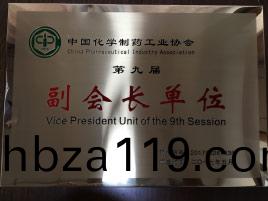 中国化学制药工业协会
China Pharmaceutical Industry Association
第九届
副会长单位
Vice President Unit of the 9th Session
hbza119.com